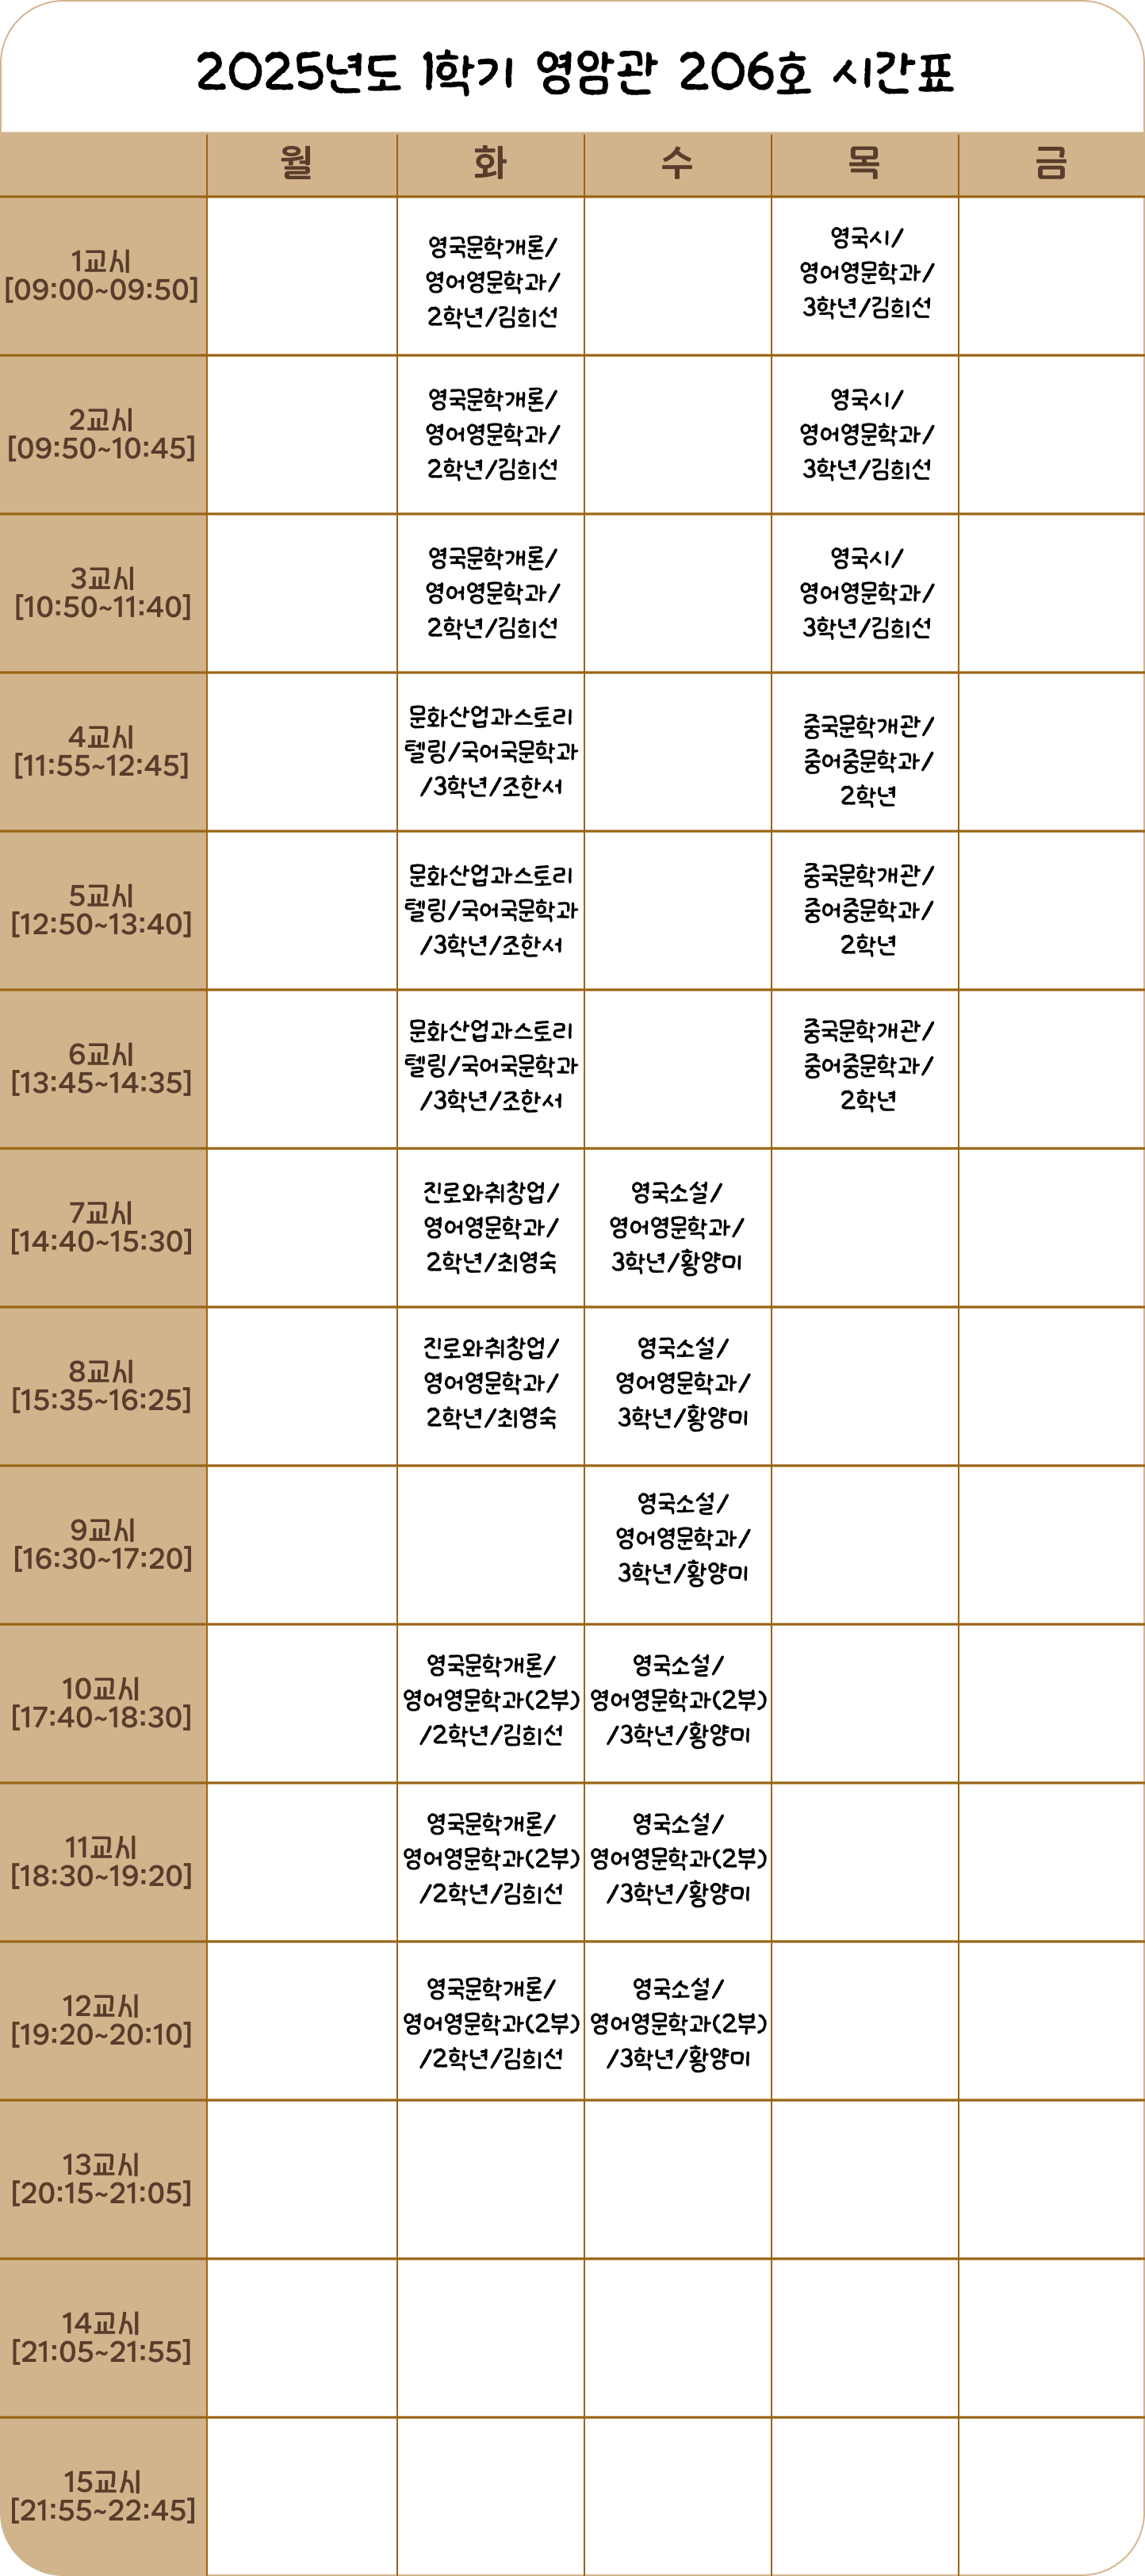 2025년도 1학기 영암관 206호 시간표
월 화 수 목 금
1교시
[09:00~09:50]
영국문학개론/
영어영문학과/
2학년/김희선
영국시/
영어영문학과/
3학년/김희선
2교시
[09:50~10:45]
영국문학개론/
영어영문학과/
2학년/김희선
영국시/
영어영문학과/
3학년/김희선
3교시
[10:50~11:40]
영국문학개론/
영어영문학과/
2학년/김희선
영국시/
영어영문학과/
3학년/김희선
4교시
[11:55~12:45]
문화산업과스토리
텔링/국어국문학과
/3학년/조한서
중국문학개관/
중어중문학과/
2학년
5교시
[12:50~13:40]
문화산업과스토리
텔링/국어국문학과
/3학년/조한서
중국문학개관/
중어중문학과/
2학년
6교시
[13:45~14:35]
문화산업과스토리
텔링/국어국문학과
/3학년/조한서
중국문학개관/
중어중문학과/
2학년
7교시
[14:40~15:30]
진로와취창업/
영어영문학과/
2학년/최영숙
영국소설/
영어영문학과/
3학년/황양미
8교시
[15:35~16:25]
진로와취창업/
영어영문학과/
2학년/최영숙
영국소설/
영어영문학과/
3학년/황양미
9교시
[16:30~17:20]
영국소설/
영어영문학과/
3학년/황양미
10교시
[17:40~18:30]
영국문학개론/
영어영문학과(2부)
/2학년/김희선
영국소설/
영어영문학과(2부)
/3학년/황양미
11교시
[18:30~19:20]
영국문학개론/
영어영문학과(2부)
/2학년/김희선
영국소설/
영어영문학과(2부)
/3학년/황양미
12교시
[19:20~20:10]
영국문학개론/
영어영문학과(2부)
/2학년/김희선
영국소설/
영어영문학과(2부)
/3학년/황양미
13교시
[20:15~21:05]
14교시
[21:05~21:55]
15교시
[21:55~22:45]